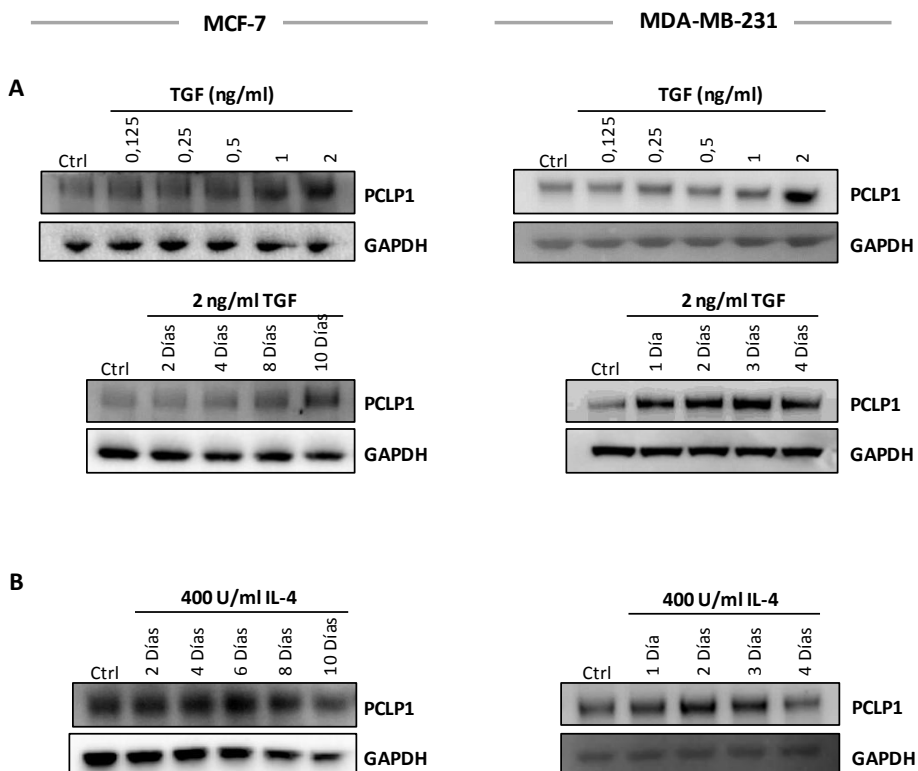 MCF-7
MDA-MB-231
A
TGF (ng/ml)
Ctrl 0,125 0,25 0,5 1 2
PCLP1
GAPDH
TGF (ng/ml)
Ctrl 0,125 0,25 0,5 1 2
PCLP1
GAPDH
2 ng/ml TGF
Ctrl 2 Días 4 Días 8 Días 10 Días
PCLP1
GAPDH
2 ng/ml TGF
Ctrl 1 Día 2 Días 3 Días 4 Días
PCLP1
GAPDH
B
400 U/ml IL-4
Ctrl 2 Días 4 Días 6 Días 8 Días 10 Días
PCLP1
GAPDH
400 U/ml IL-4
Ctrl 1 Día 2 Días 3 Días 4 Días
PCLP1
GAPDH